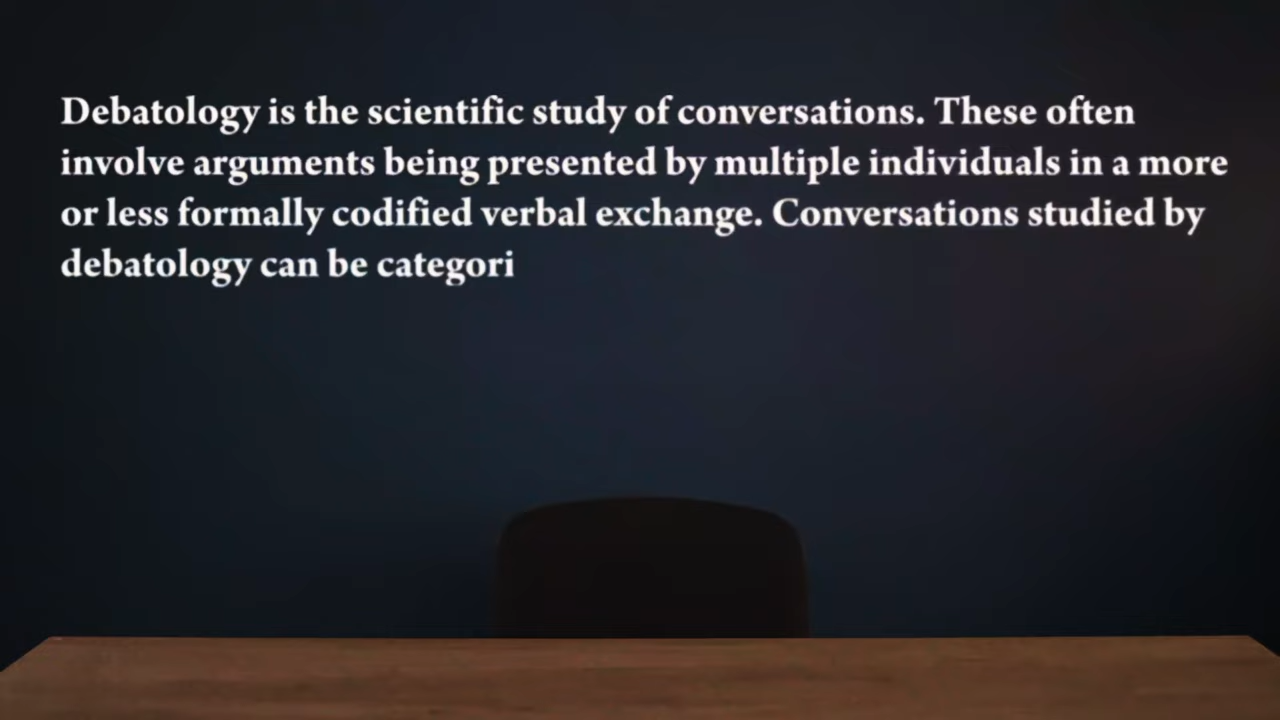 Debatology is the scientific study of conversations. These often
involve arguments being presented by multiple individuals in a more
or less formally codified verbal exchange. Conversations studied by
debatology can be categori